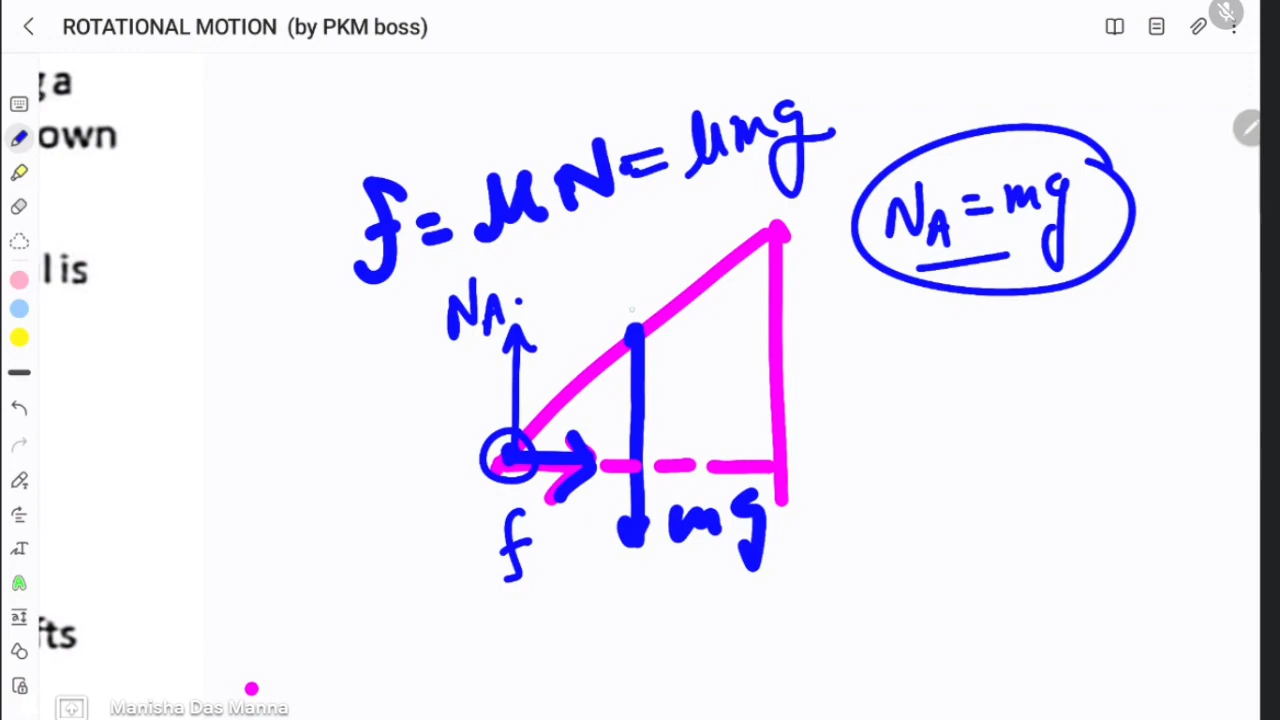 ROTATIONAL MOTION (by PKM boss)
g a
own
f = μN = μmg
N_A = mg
l is
N_A
mg
f
fts
Manisha Das Manna